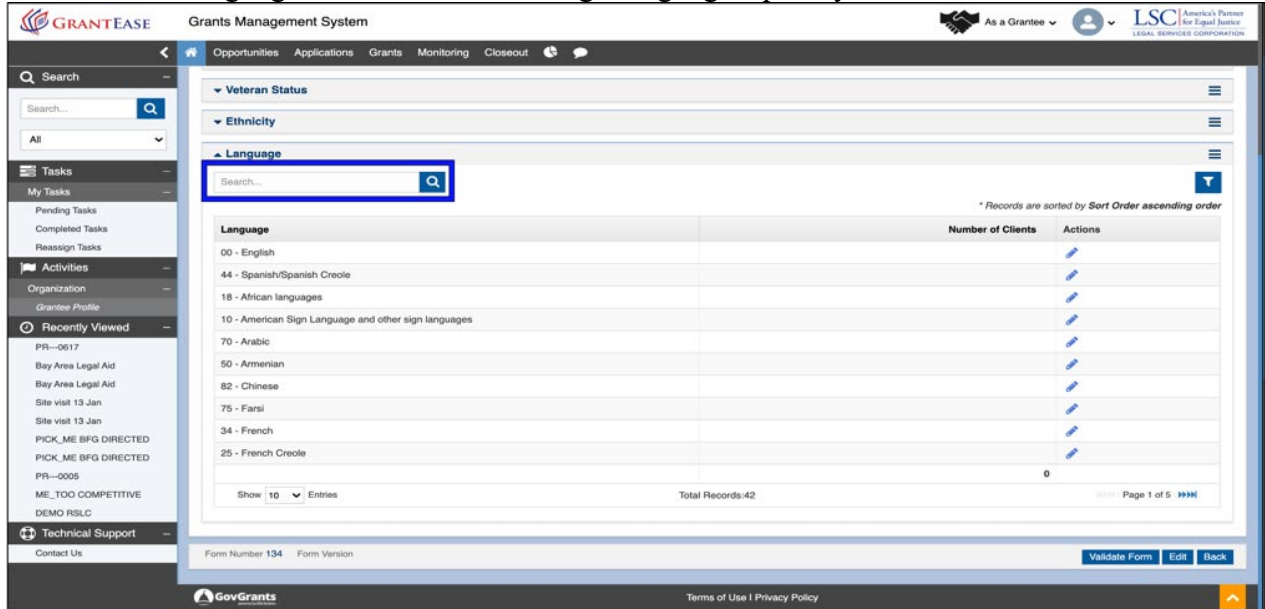 GRANTEASE
Grants Management System
As a Grantee
LSC America's Partner for Equal Justice
LEGAL SERVICES CORPORATION
Opportunities Applications Grants Monitoring Closeout
Search
Search...
All
Tasks
My Tasks
Pending Tasks
Completed Tasks
Reassign Tasks
Activities
Organization
Grantee Profile
Recently Viewed
PR---0617
Bay Area Legal Aid
Bay Area Legal Aid
Site visit 13 Jan
Site visit 13 Jan
PICK_ME BFG DIRECTED
PICK_ME BFG DIRECTED
PR---0005
ME_TOO COMPETITIVE
DEMO RSLC
Technical Support
Contact Us
Veteran Status
Ethnicity
Language
Search...
* Records are sorted by Sort Order ascending order
Language Number of Clients Actions
00 - English
44 - Spanish/Spanish Creole
18 - African languages
10 - American Sign Language and other sign languages
70 - Arabic
50 - Armenian
82 - Chinese
75 - Farsi
34 - French
25 - French Creole
0
Show 10 Entries Total Records:42 Page 1 of 5
Form Number 134 Form Version Validate Form Edit Back
GovGrants Terms of Use I Privacy Policy